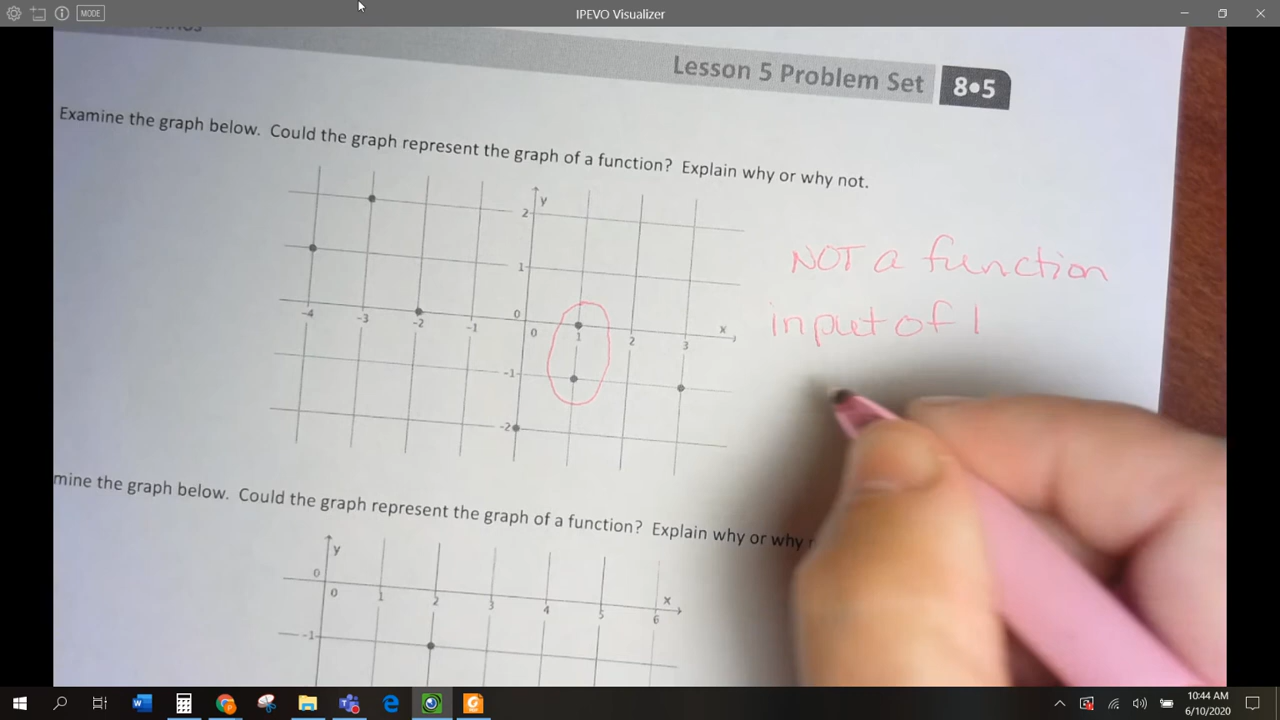 MODE
IPEVO Visualizer
Lesson 5 Problem Set 8•5
Examine the graph below. Could the graph represent the graph of a function? Explain why or why not.
y
2
1
0
-4 -3 -2 -1 0 1 2 3 x
-1
-2
NOT a function
input of 1
mine the graph below. Could the graph represent the graph of a function? Explain why or why
y
0
0 1 2 3 4 5 6 x
-1
10:44 AM
6/10/2020